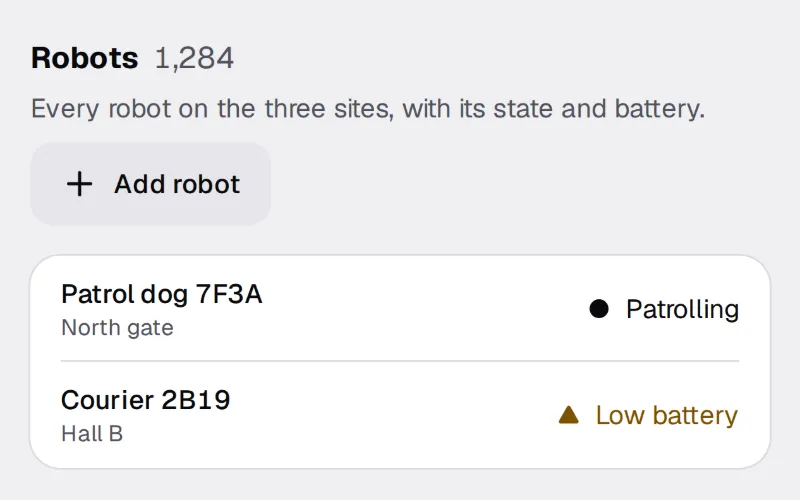 Robots 1,284
Every robot on the three sites, with its state and battery.
Add robot
Patrol dog 7F3A
North gate
Patrolling
Courier 2B19
Hall B
Low battery